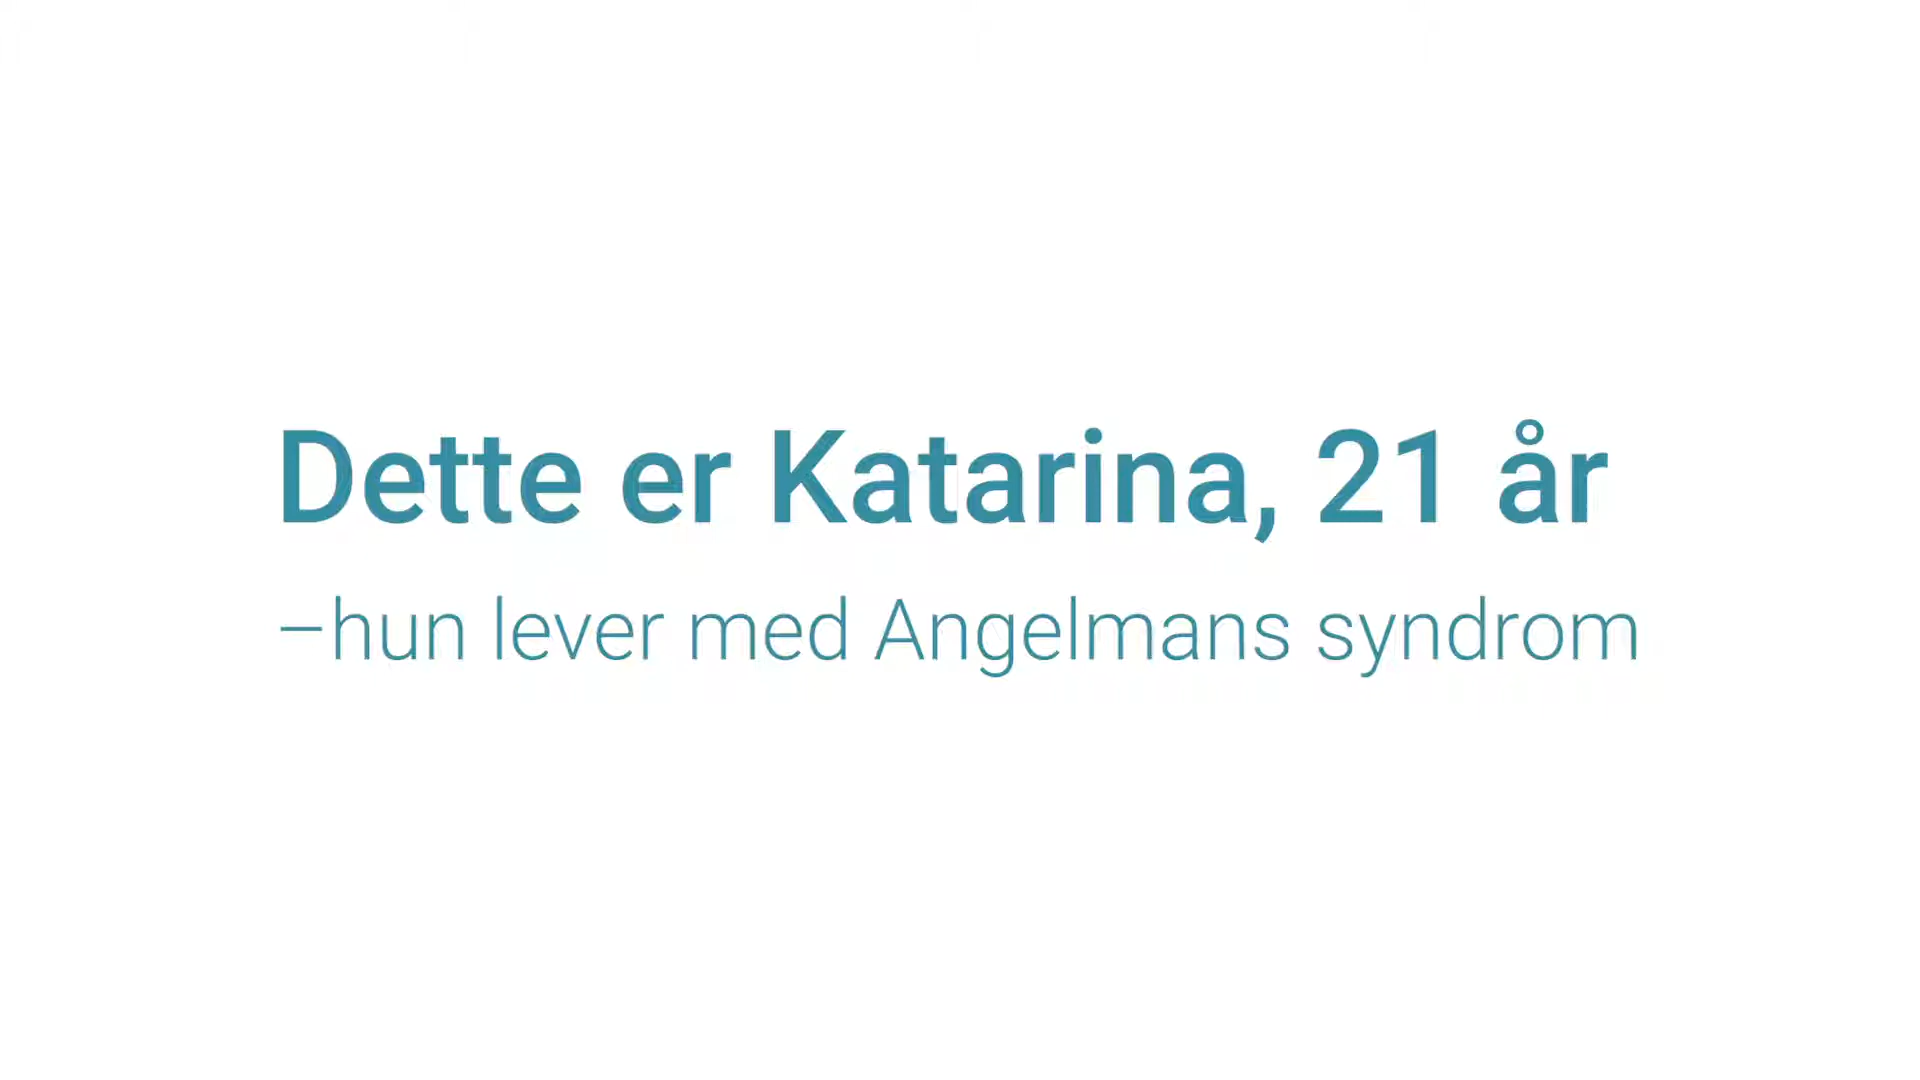 Dette er Katarina, 21 år
–hun lever med Angelmans syndrom